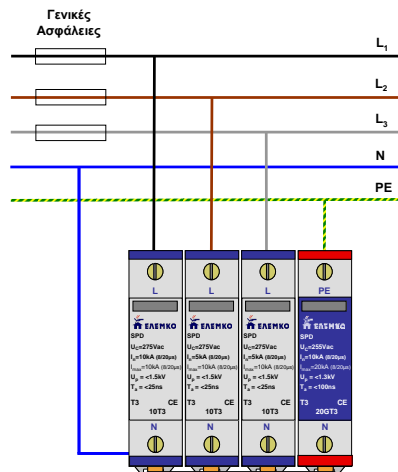 Γενικές
Ασφάλειες
L1
L2
L3
N
PE
L
L
L
PE
ΕΛΕΜΚΟ
SPD
UC=275Vac
In=10kA (8/20μs)
Imax=10kA (8/20μs)
Up = <1.5kV
Ta = <25ns
T3 CE
10T3
N
ΕΛΕΜΚΟ
SPD
UC=275Vac
In=5kA (8/20μs)
Imax=10kA (8/20μs)
Up = <1.5kV
Ta = <25ns
T3 CE
10T3
N
ΕΛΕΜΚΟ
SPD
UC=275Vac
In=5kA (8/20μs)
Imax=10kA (8/20μs)
Up = <1.5kV
Ta = <25ns
T3 CE
10T3
N
ΕΛΕΜΚΟ
SPD
UC=255Vac
In=10kA (8/20μs)
Imax=20kA (8/20μs)
Up = <1.3kV
Ta = <100ns
T3 CE
20GT3
N